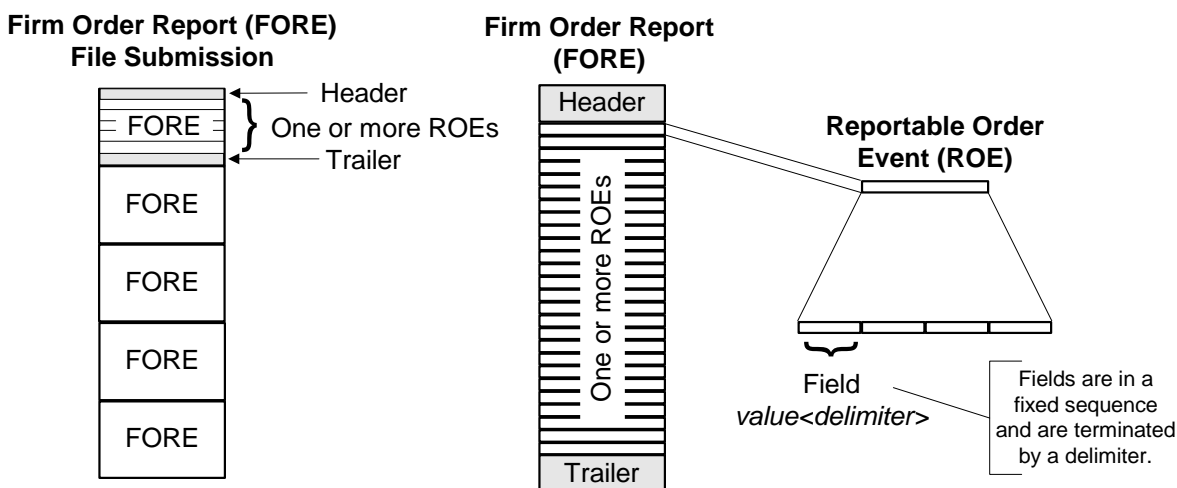 Firm Order Report (FORE)
File Submission
Header
FORE
} One or more ROEs
Trailer
FORE
FORE
FORE
FORE
Firm Order Report
(FORE)
Header
One or more ROEs
Trailer
Reportable Order
Event (ROE)
Field
value<delimiter>
Fields are in a
fixed sequence
and are terminated
by a delimiter.